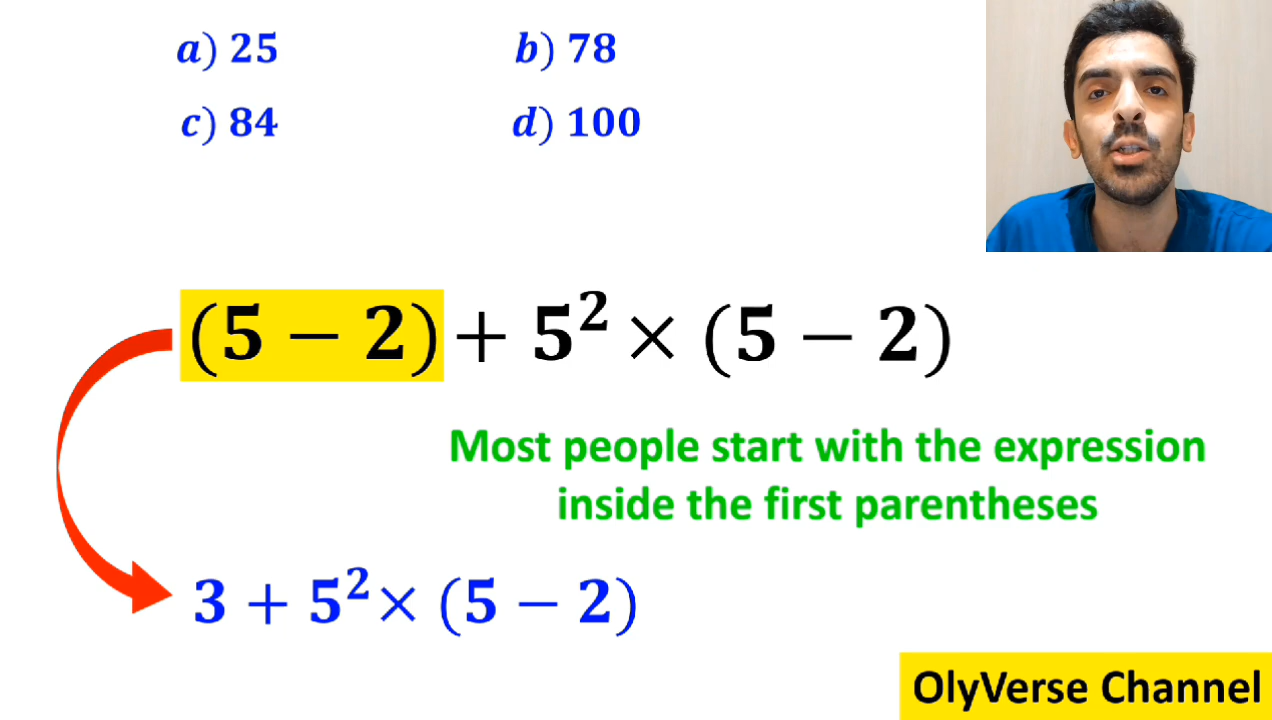 a) 25 b) 78
c) 84 d) 100
(5 − 2) + 5² × (5 − 2)
Most people start with the expression
inside the first parentheses
3 + 5² × (5 − 2)
OlyVerse Channel